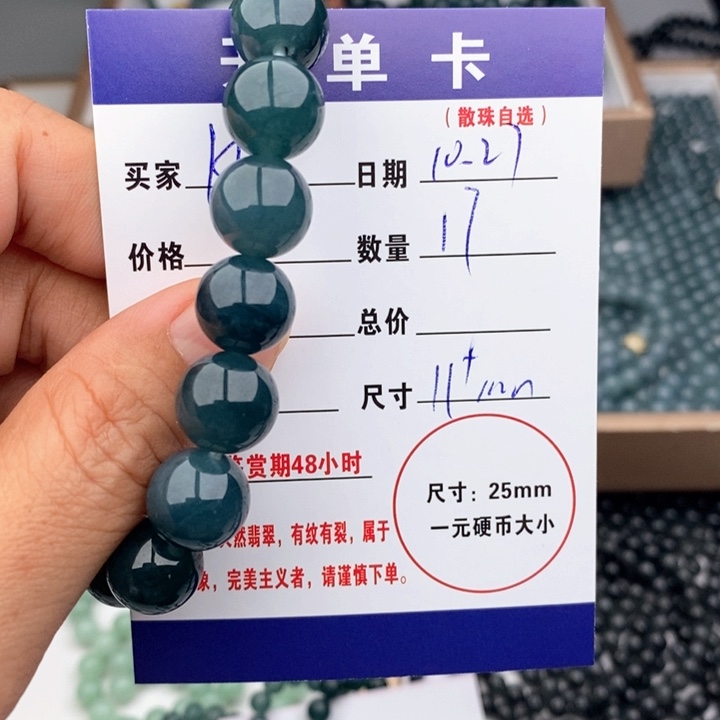 单卡
(散珠自选)
买家 日期 10-27
价格 数量 17
总价
尺寸 11+mm
赏期48小时
尺寸：25mm
一元硬币大小
天然翡翠，有纹有裂，属于
象，完美主义者，请谨慎下单。